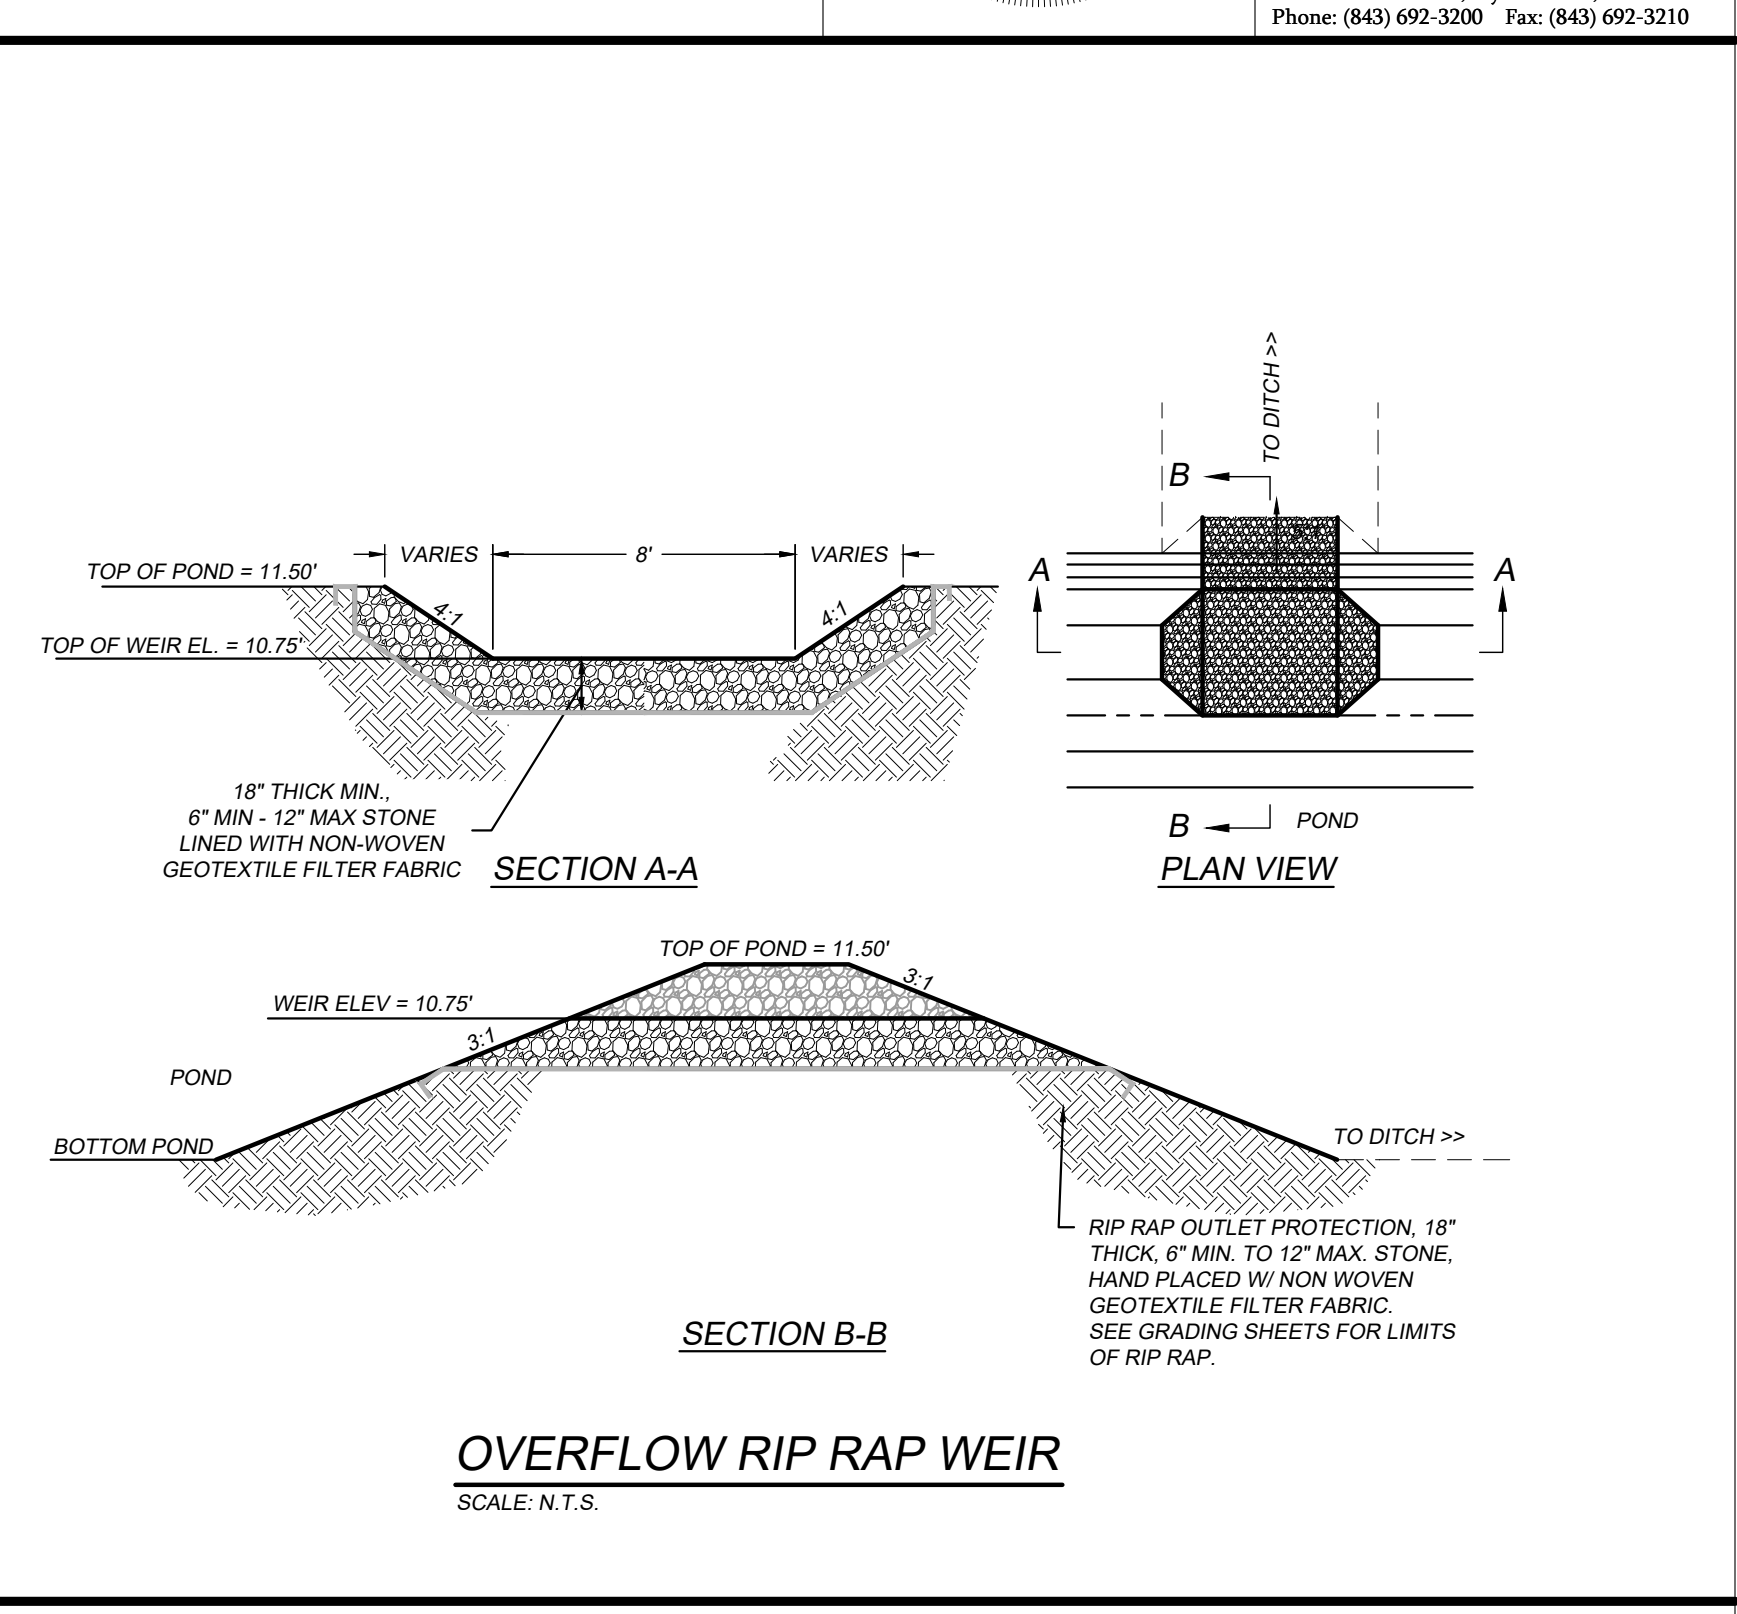 Phone: (843) 692-3200 Fax: (843) 692-3210
TO DITCH >>
B
VARIES
8'
VARIES
TOP OF POND = 11.50'
4:1
4:1
A
A
TOP OF WEIR EL. = 10.75'
18" THICK MIN.,
6" MIN - 12" MAX STONE
LINED WITH NON-WOVEN
GEOTEXTILE FILTER FABRIC
SECTION A-A
B
POND
PLAN VIEW
TOP OF POND = 11.50'
3:1
WEIR ELEV = 10.75'
3:1
POND
BOTTOM POND
TO DITCH >>
RIP RAP OUTLET PROTECTION, 18"
THICK, 6" MIN. TO 12" MAX. STONE,
HAND PLACED W/ NON WOVEN
GEOTEXTILE FILTER FABRIC.
SEE GRADING SHEETS FOR LIMITS
OF RIP RAP.
SECTION B-B
OVERFLOW RIP RAP WEIR
SCALE: N.T.S.